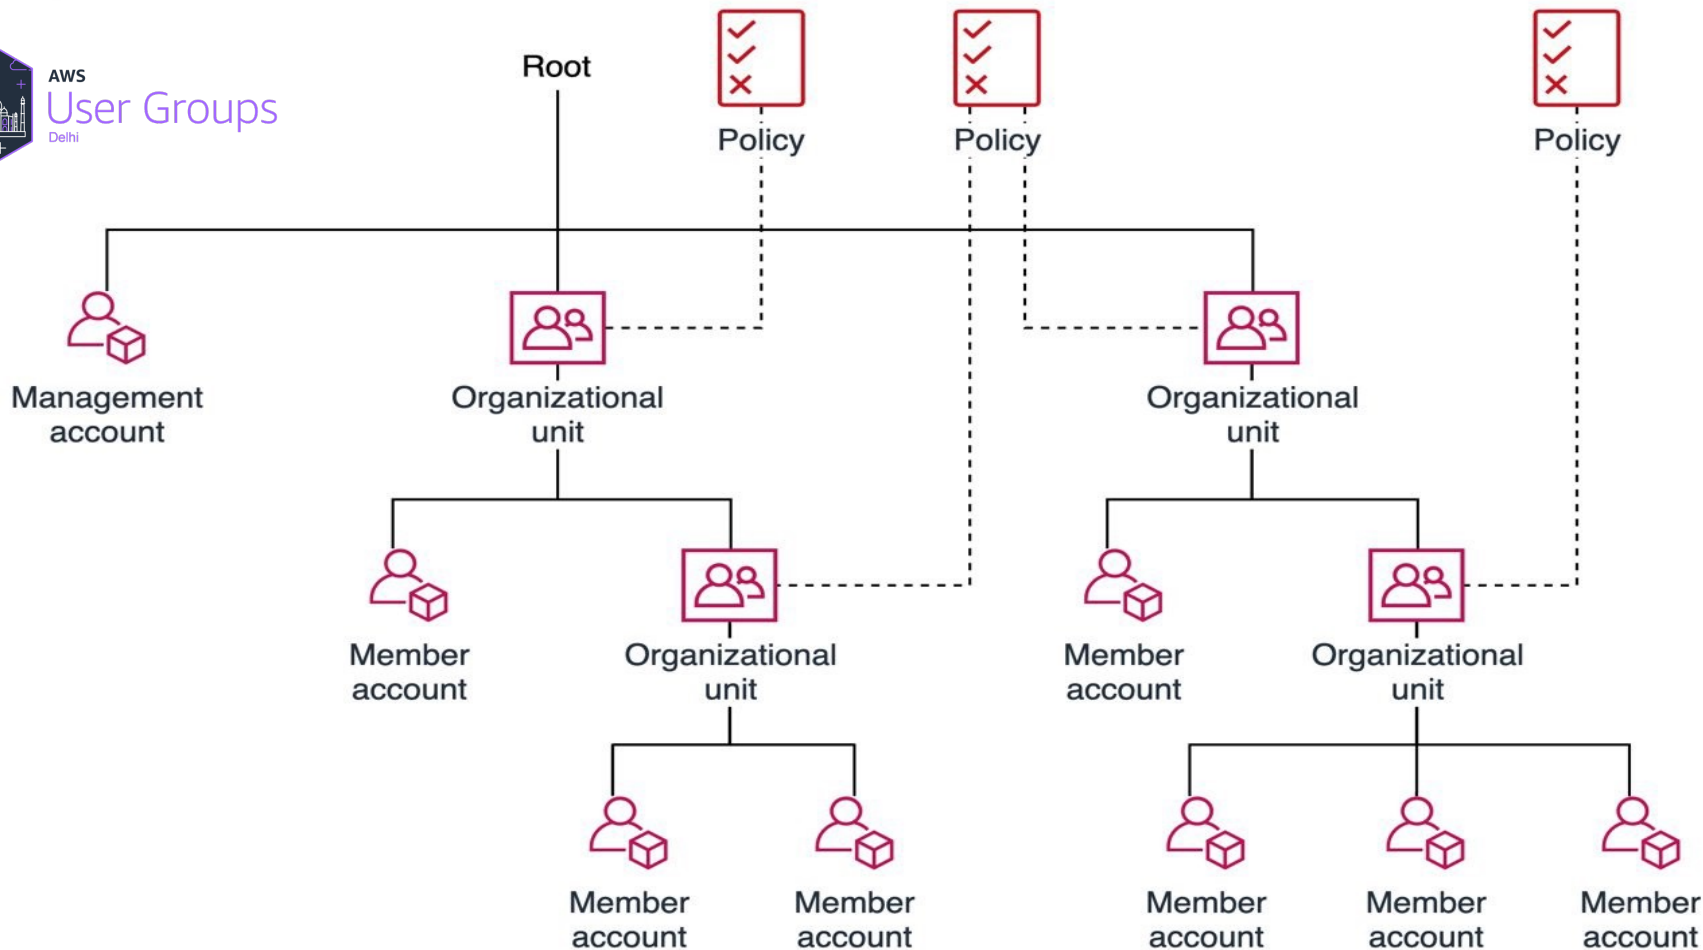 AWS
User Groups
Delhi
Root
Policy
Policy
Policy
Management
account
Organizational
unit
Organizational
unit
Member
account
Organizational
unit
Member
account
Organizational
unit
Member
account
Member
account
Member
account
Member
account
Member
account